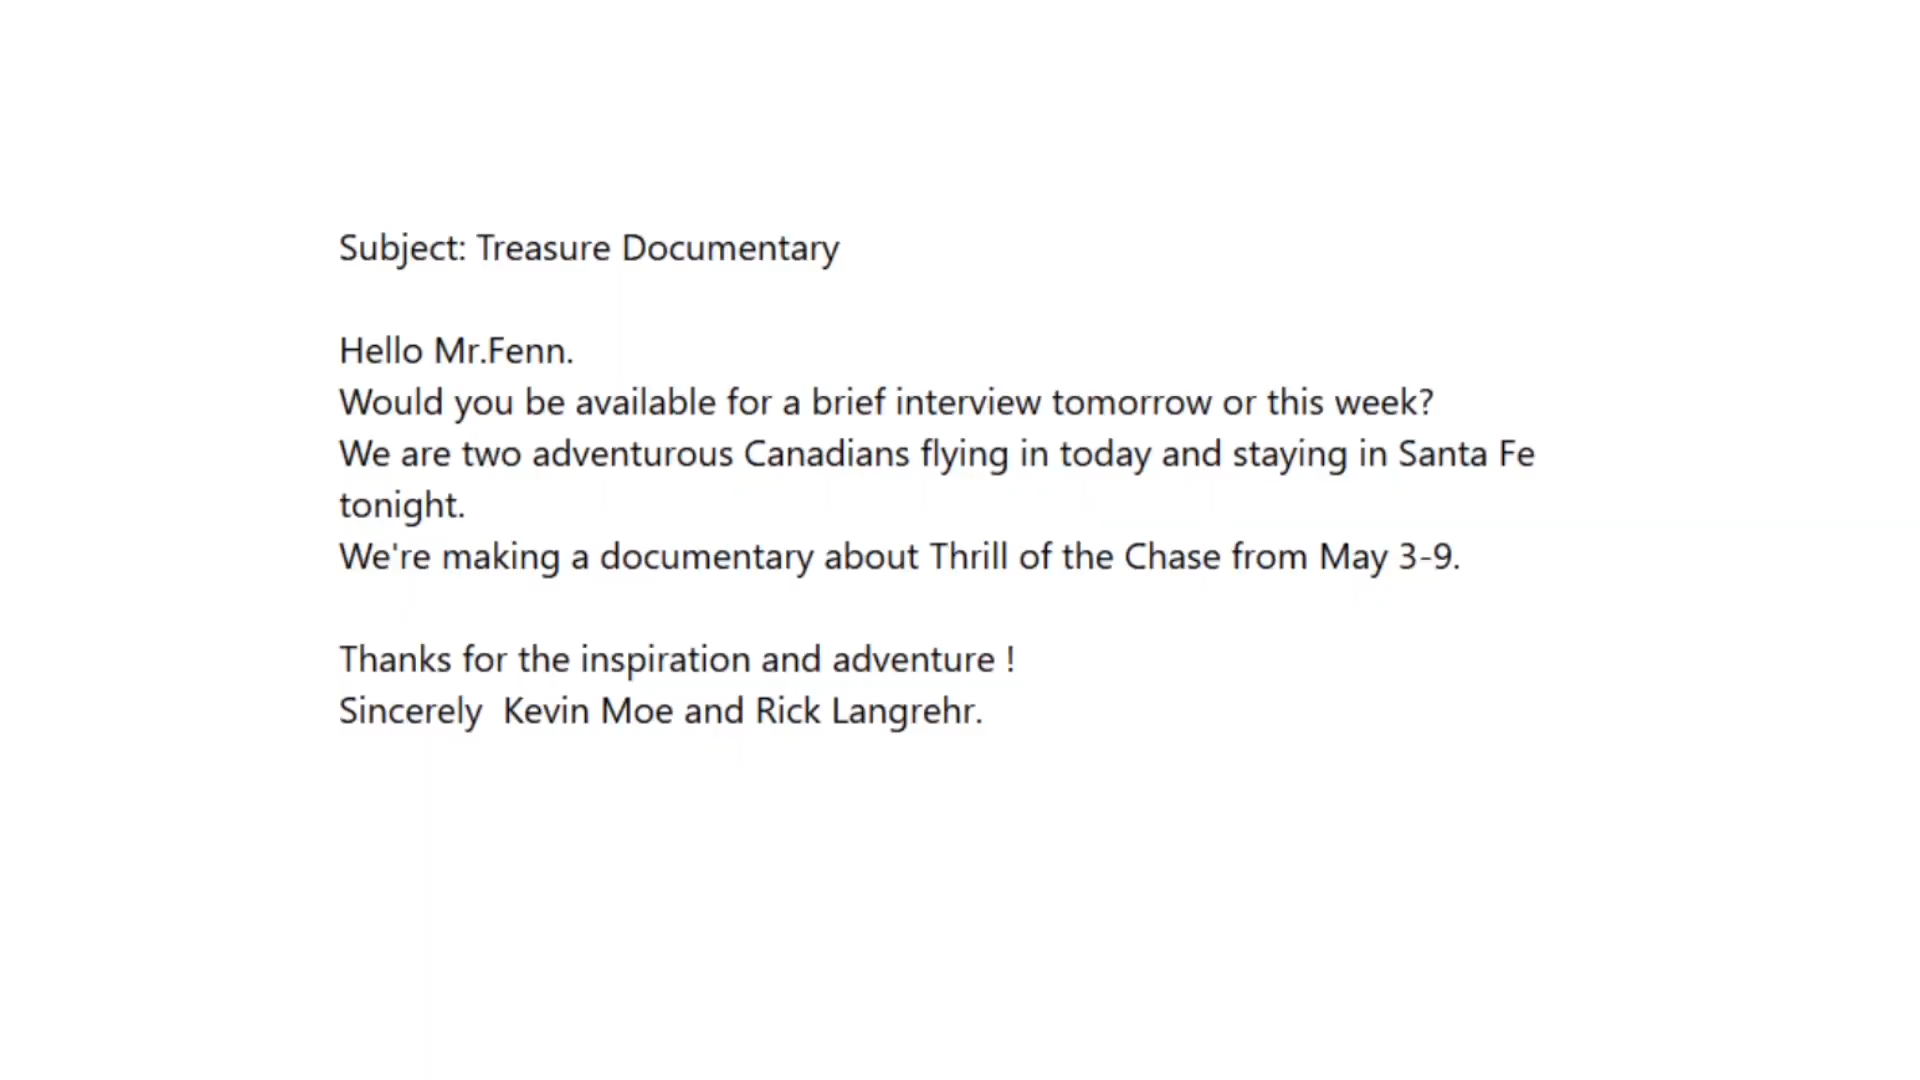 Subject: Treasure Documentary
Hello Mr.Fenn.
Would you be available for a brief interview tomorrow or this week?
We are two adventurous Canadians flying in today and staying in Santa Fe
tonight.
We're making a documentary about Thrill of the Chase from May 3-9.
Thanks for the inspiration and adventure !
Sincerely  Kevin Moe and Rick Langrehr.